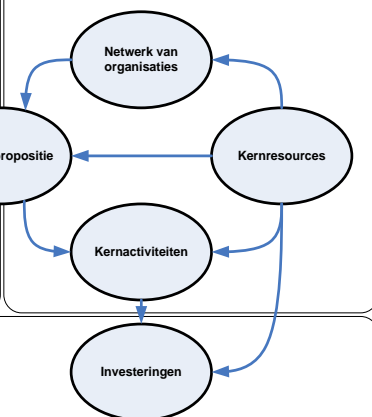 Netwerk van
organisaties
ropositie
Kernresources
Kernactiviteiten
Investeringen